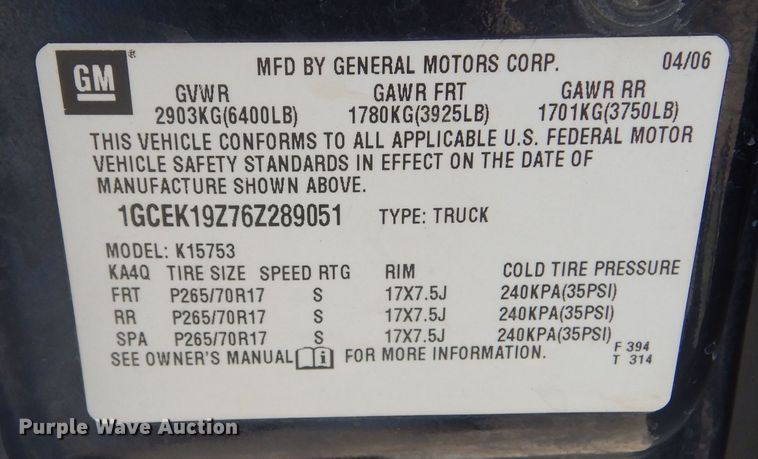 GM ®
MFD BY GENERAL MOTORS CORP. 04/06
GVWR GAWR FRT GAWR RR
2903KG(6400LB) 1780KG(3925LB) 1701KG(3750LB)
THIS VEHICLE CONFORMS TO ALL APPLICABLE U.S. FEDERAL MOTOR
VEHICLE SAFETY STANDARDS IN EFFECT ON THE DATE OF
MANUFACTURE SHOWN ABOVE.
1GCEK19Z76Z289051 TYPE: TRUCK
MODEL: K15753
KA4Q TIRE SIZE SPEED RTG RIM COLD TIRE PRESSURE
FRT P265/70R17 S 17X7.5J 240KPA(35PSI)
RR P265/70R17 S 17X7.5J 240KPA(35PSI)
SPA P265/70R17 S 17X7.5J 240KPA(35PSI)
SEE OWNER'S MANUAL i FOR MORE INFORMATION.
F 394
T 314
Purple Wave Auction